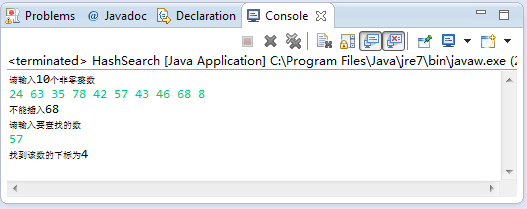 Problems @ Javadoc Declaration Console
<terminated> HashSearch [Java Application] C:\Program Files\Java\jre7\bin\javaw.exe (2
请输入10个非零整数
24 63 35 78 42 57 43 46 68 8
不能插入68
请输入要查找的数
57
找到该数的下标为4